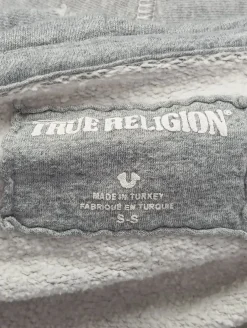 TRUE RELIGION®
MADE IN TURKEY
FABRIQUÉ EN TURQUIE
S-S